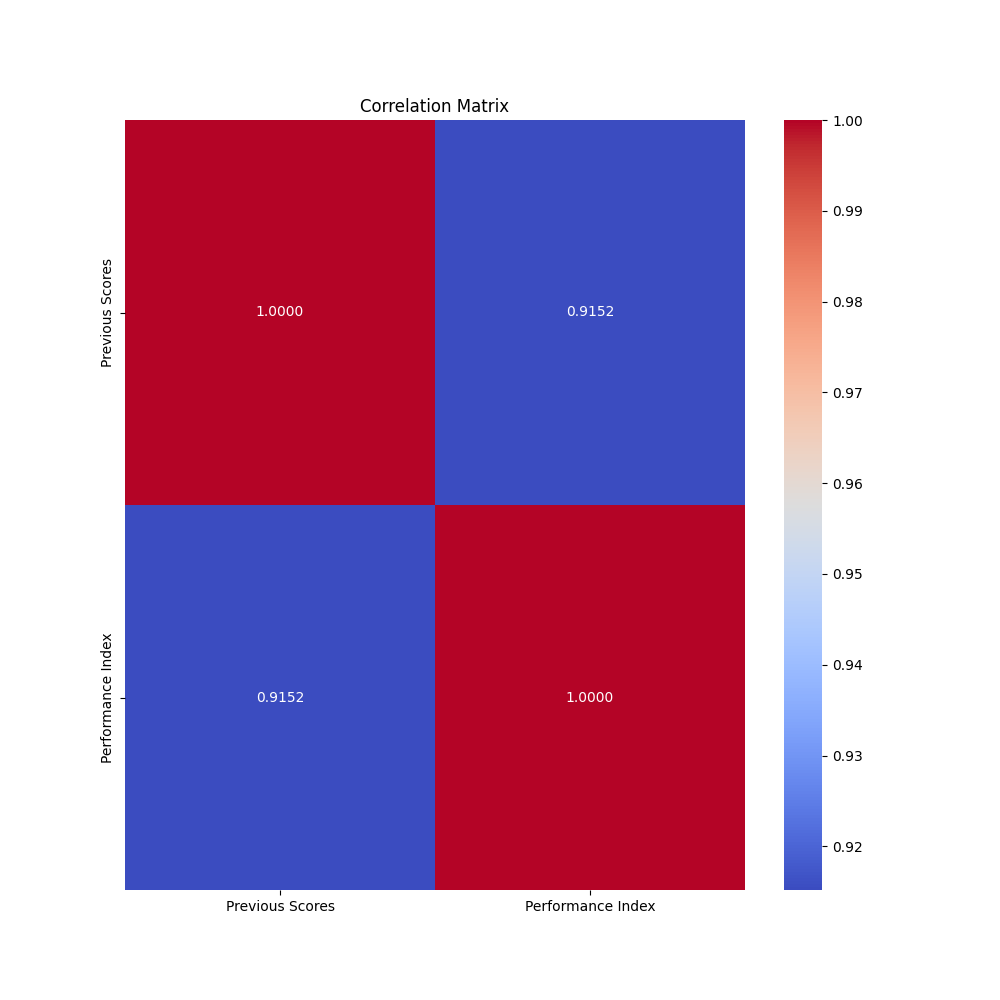 Correlation Matrix
Previous Scores
Performance Index
1.0000
0.9152
0.9152
1.0000
Previous Scores
Performance Index
1.00
0.99
0.98
0.97
0.96
0.95
0.94
0.93
0.92